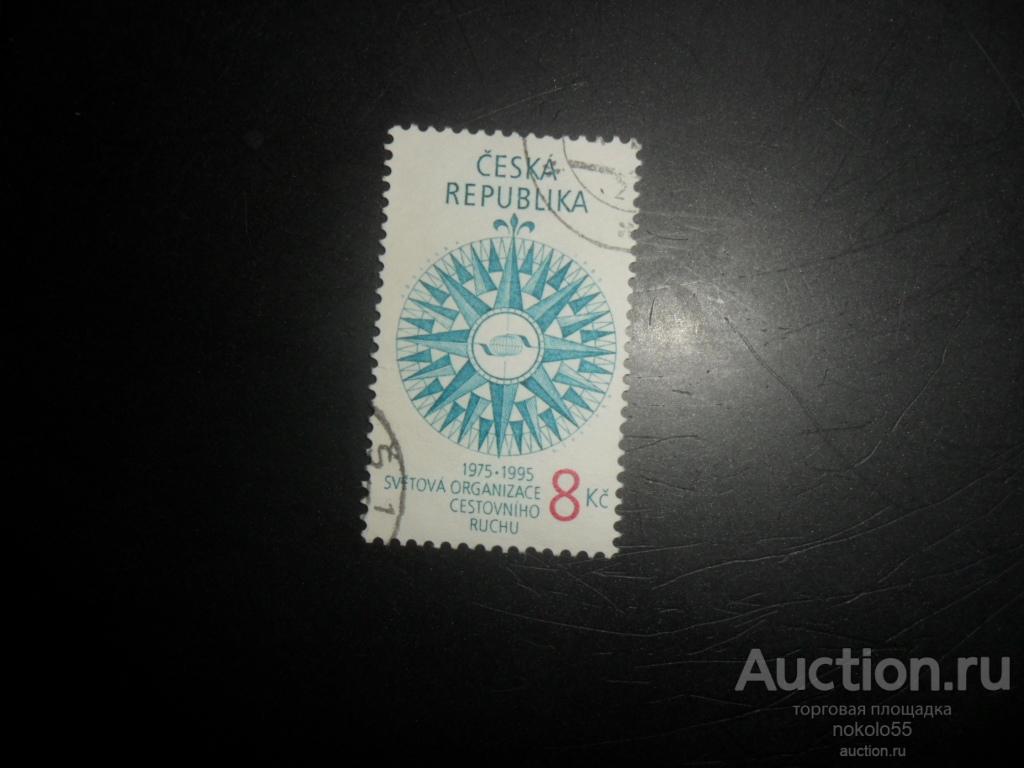 ČESKÁ
REPUBLIKA
1975·1995
SVĚTOVÁ ORGANIZACE
CESTOVNÍHO
RUCHU
8 Kč
Auction.ru
торговая площадка
nokolo55
auction.ru